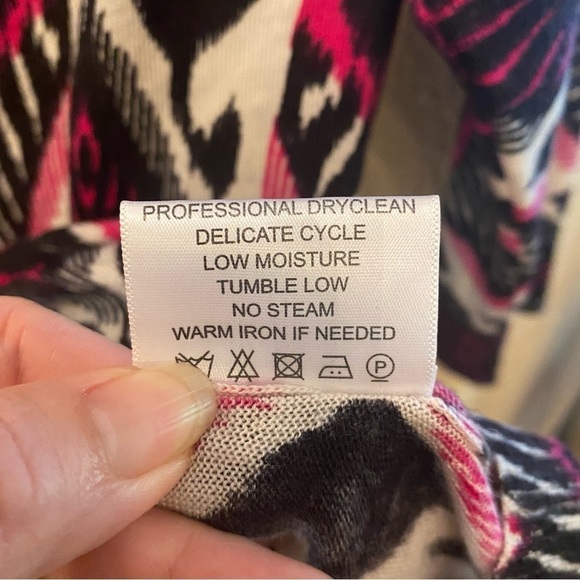 PROFESSIONAL DRYCLEAN
DELICATE CYCLE
LOW MOISTURE
TUMBLE LOW
NO STEAM
WARM IRON IF NEEDED
P